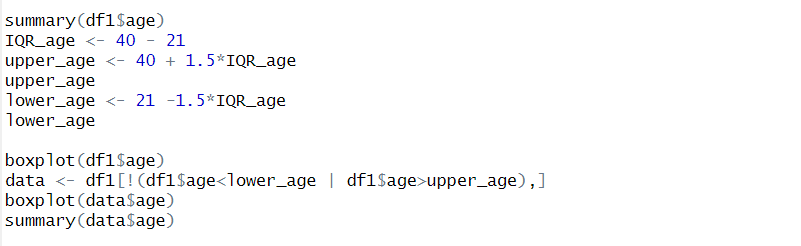 summary(df1$age)
IQR_age <- 40 - 21
upper_age <- 40 + 1.5*IQR_age
upper_age
lower_age <- 21 -1.5*IQR_age
lower_age
boxplot(df1$age)
data <- df1[!(df1$age<lower_age | df1$age>upper_age),]
boxplot(data$age)
summary(data$age)